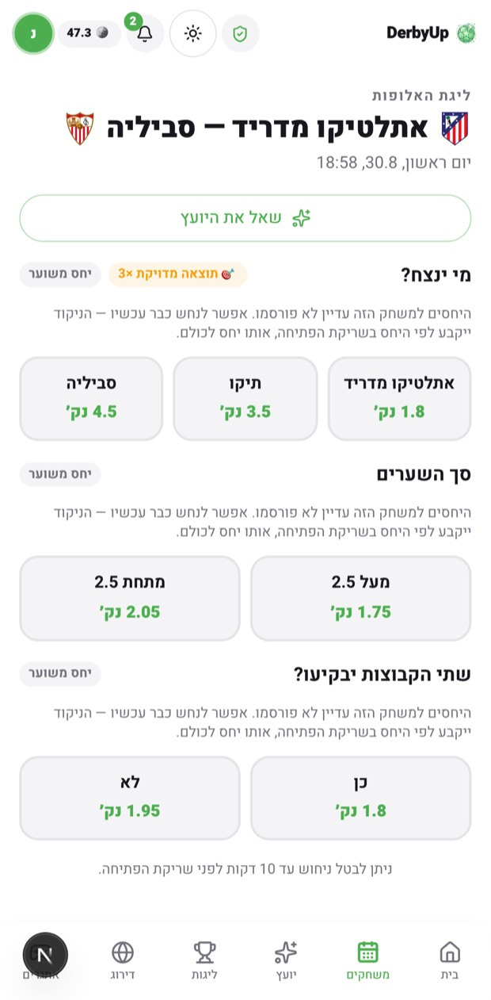 DerbyUp
2
47.3
נ
ליגת האלופות
אתלטיקו מדריד — סביליה
יום ראשון, 30.8, 18:58
שאל את היועץ
מי ינצח?
תוצאה מדויקת ×3
יחס משוער
היחסים למשחק הזה עדיין לא פורסמו. אפשר לנחש כבר עכשיו — הניקוד
ייקבע לפי היחס בשריקת הפתיחה, אותו יחס לכולם.
אתלטיקו מדריד
1.8 נק׳
תיקו
3.5 נק׳
סביליה
4.5 נק׳
סך השערים
יחס משוער
היחסים למשחק הזה עדיין לא פורסמו. אפשר לנחש כבר עכשיו — הניקוד
ייקבע לפי היחס בשריקת הפתיחה, אותו יחס לכולם.
מעל 2.5
1.75 נק׳
מתחת 2.5
2.05 נק׳
שתי הקבוצות יבקיעו?
יחס משוער
היחסים למשחק הזה עדיין לא פורסמו. אפשר לנחש כבר עכשיו — הניקוד
ייקבע לפי היחס בשריקת הפתיחה, אותו יחס לכולם.
כן
1.8 נק׳
לא
1.95 נק׳
ניתן לבטל ניחוש עד 10 דקות לפני שריקת הפתיחה.
בית
משחקים
יועץ
ליגות
דירוג
N